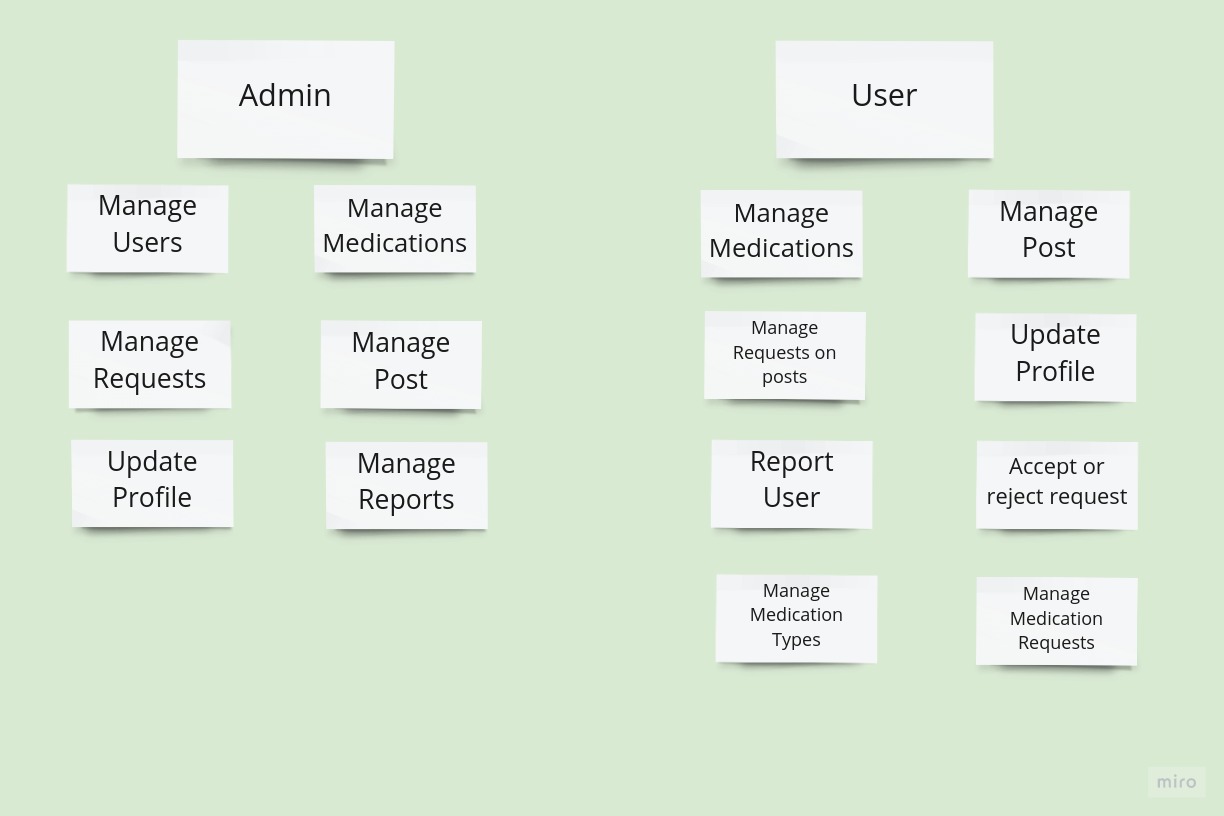 Admin
Manage
Users
Manage
Medications
Manage
Requests
Manage
Post
Update
Profile
Manage
Reports
User
Manage
Medications
Manage
Post
Manage
Requests on
posts
Update
Profile
Report
User
Accept or
reject request
Manage
Medication
Types
Manage
Medication
Requests
miro